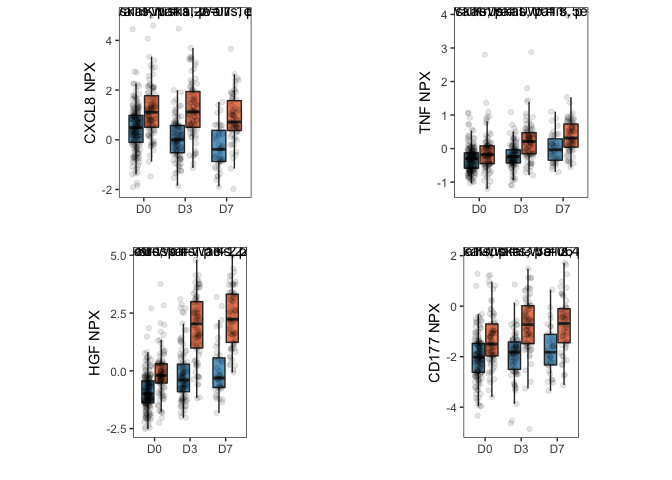 CXCL8 NPX
4
2
0
-2
D0 D3 D7
TNF NPX
4
3
2
1
0
-1
D0 D3 D7
HGF NPX
5.0
2.5
0.0
-2.5
D0 D3 D7
CD177 NPX
2
0
-2
-4
D0 D3 D7